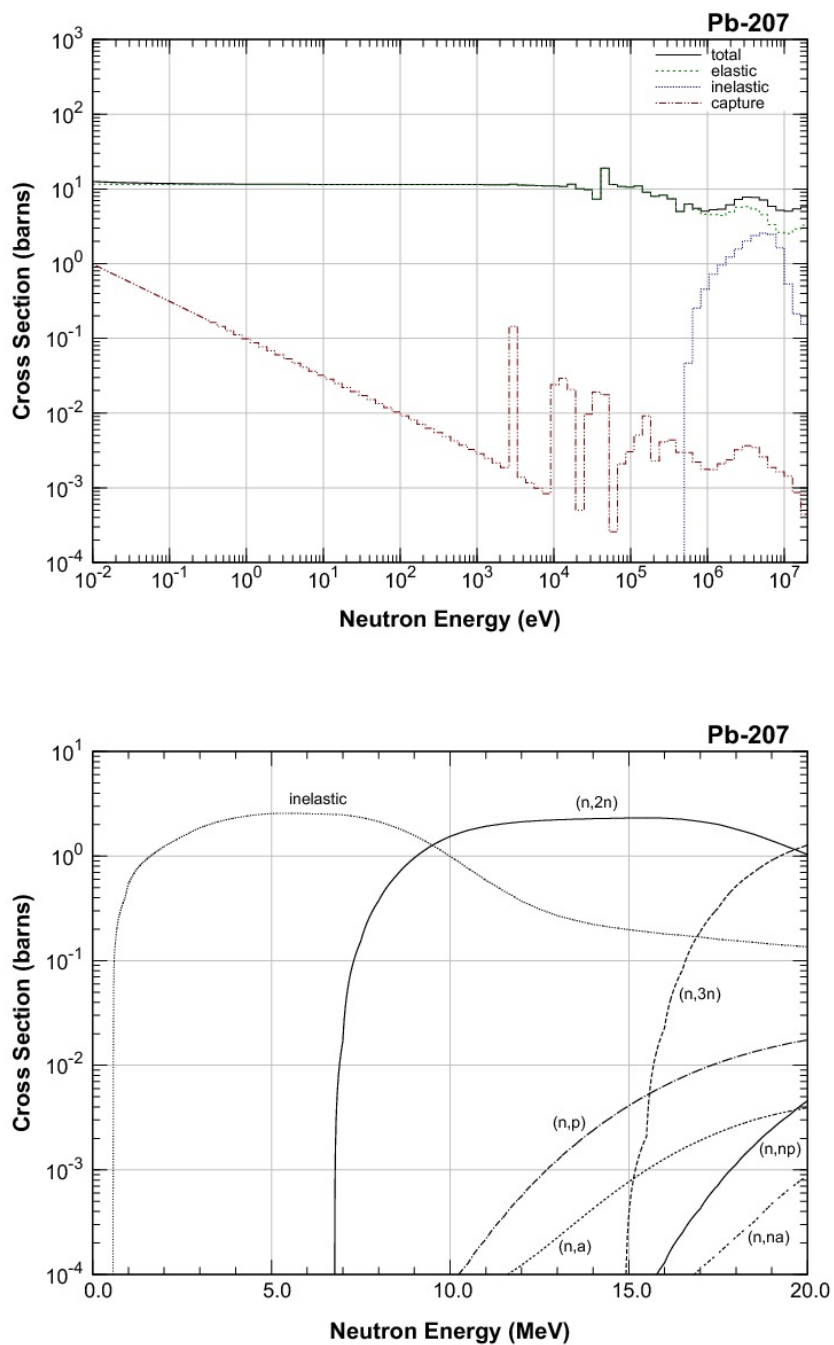 Pb-207
total
elastic
inelastic
capture
10^3
10^2
10^1
10^0
10^-1
10^-2
10^-3
10^-4
Cross Section (barns)
10^-2 10^-1 10^0 10^1 10^2 10^3 10^4 10^5 10^6 10^7
Neutron Energy (eV)
Pb-207
10^1
10^0
10^-1
10^-2
10^-3
10^-4
Cross Section (barns)
inelastic
(n,2n)
(n,3n)
(n,p)
(n,np)
(n,a)
(n,na)
0.0 5.0 10.0 15.0 20.0
Neutron Energy (MeV)